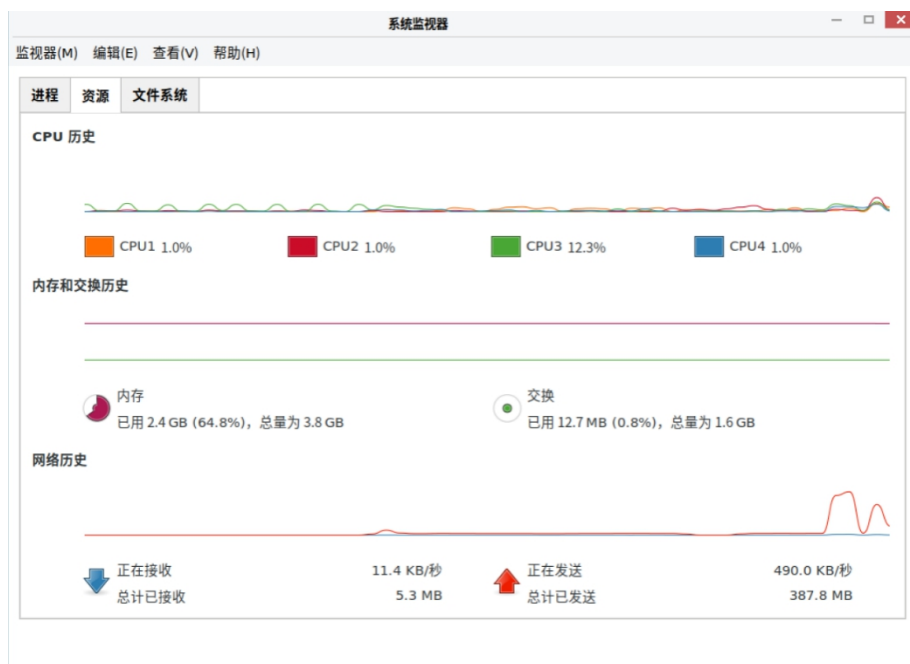 系统监视器
监视器(M) 编辑(E) 查看(V) 帮助(H)
进程 资源 文件系统
CPU 历史
CPU1 1.0% CPU2 1.0% CPU3 12.3% CPU4 1.0%
内存和交换历史
内存 交换
已用 2.4 GB (64.8%)，总量为 3.8 GB 已用 12.7 MB (0.8%)，总量为 1.6 GB
网络历史
正在接收 11.4 KB/秒 正在发送 490.0 KB/秒
总计已接收 5.3 MB 总计已发送 387.8 MB